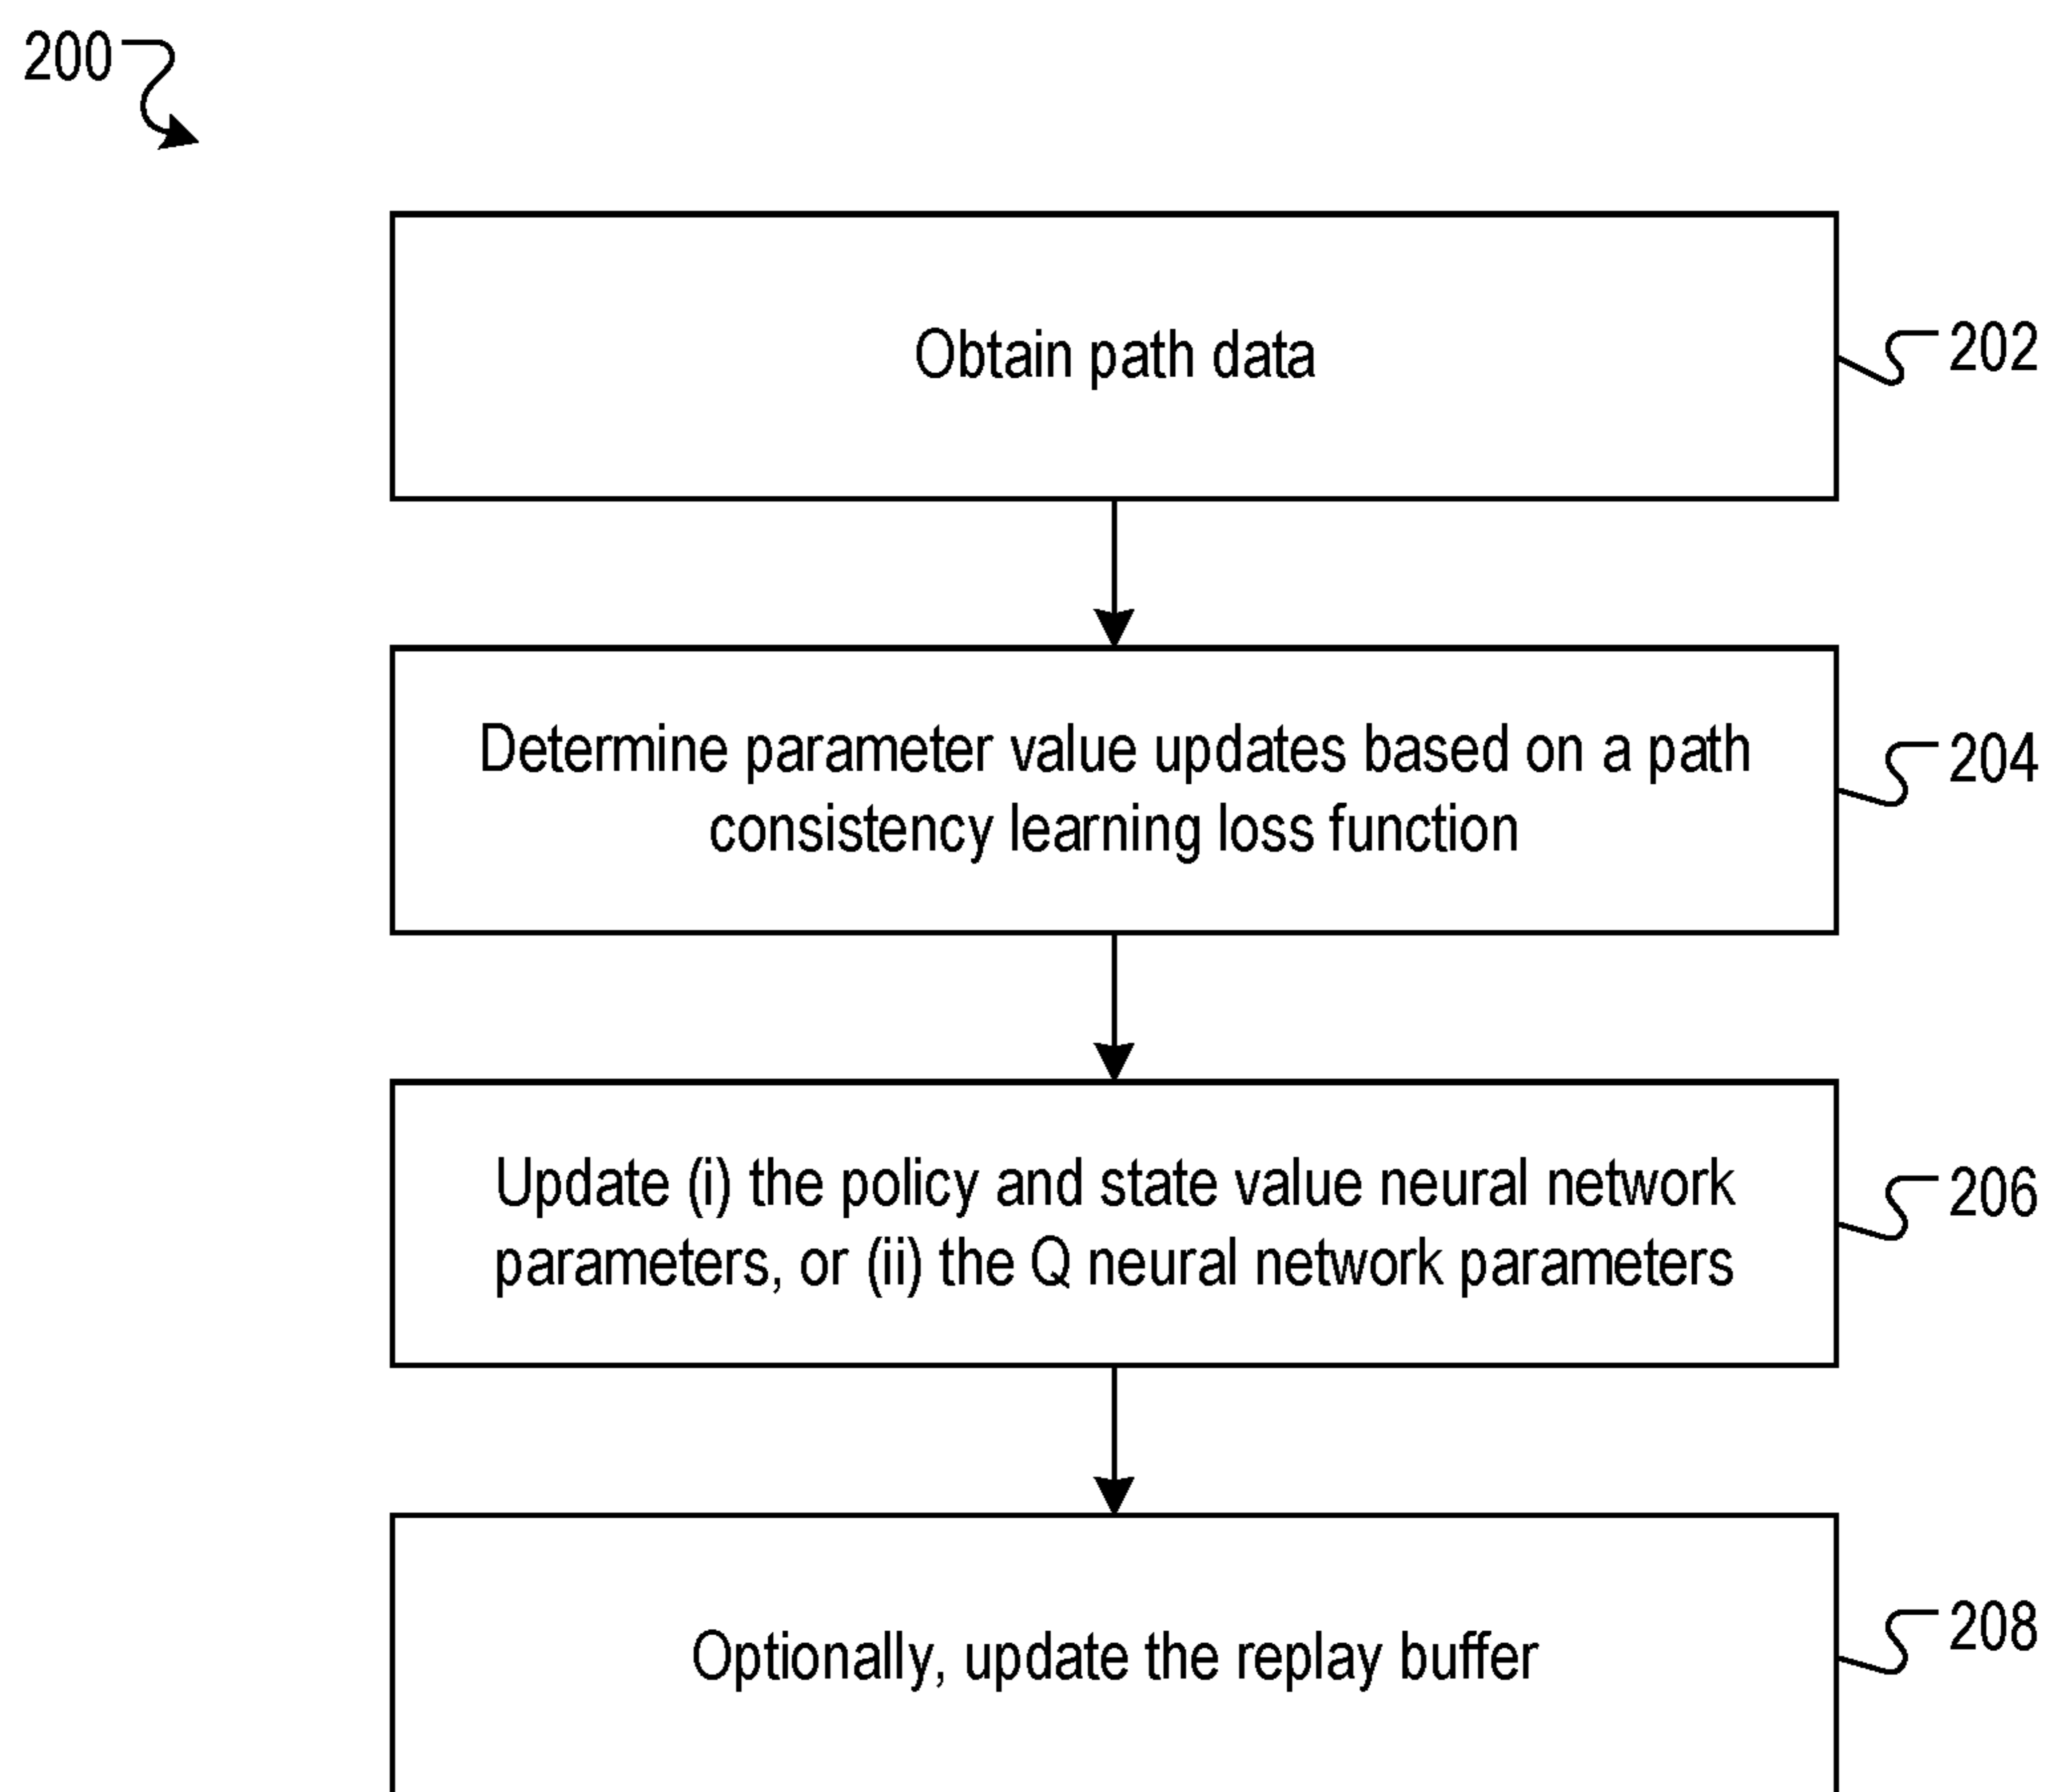 200
Obtain path data
202
Determine parameter value updates based on a path
consistency learning loss function
204
Update (i) the policy and state value neural network
parameters, or (ii) the Q neural network parameters
206
Optionally, update the replay buffer
208